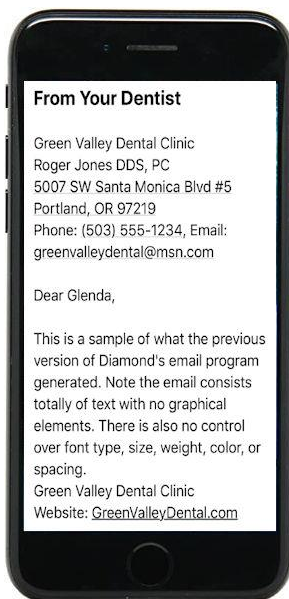 From Your Dentist
Green Valley Dental Clinic
Roger Jones DDS, PC
5007 SW Santa Monica Blvd #5
Portland, OR 97219
Phone: (503) 555-1234, Email:
greenvalleydental@msn.com
Dear Glenda,
This is a sample of what the previous
version of Diamond's email program
generated. Note the email consists
totally of text with no graphical
elements. There is also no control
over font type, size, weight, color, or
spacing.
Green Valley Dental Clinic
Website: GreenValleyDental.com